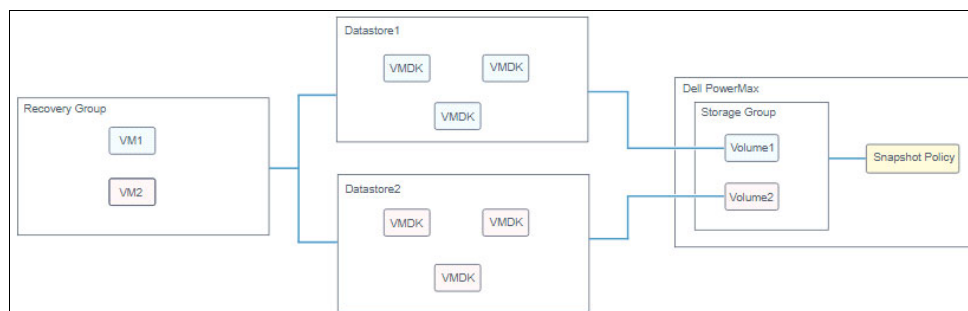 Recovery Group
VM1
VM2
Datastore1
VMDK
VMDK
VMDK
Datastore2
VMDK
VMDK
VMDK
Dell PowerMax
Storage Group
Volume1
Volume2
Snapshot Policy